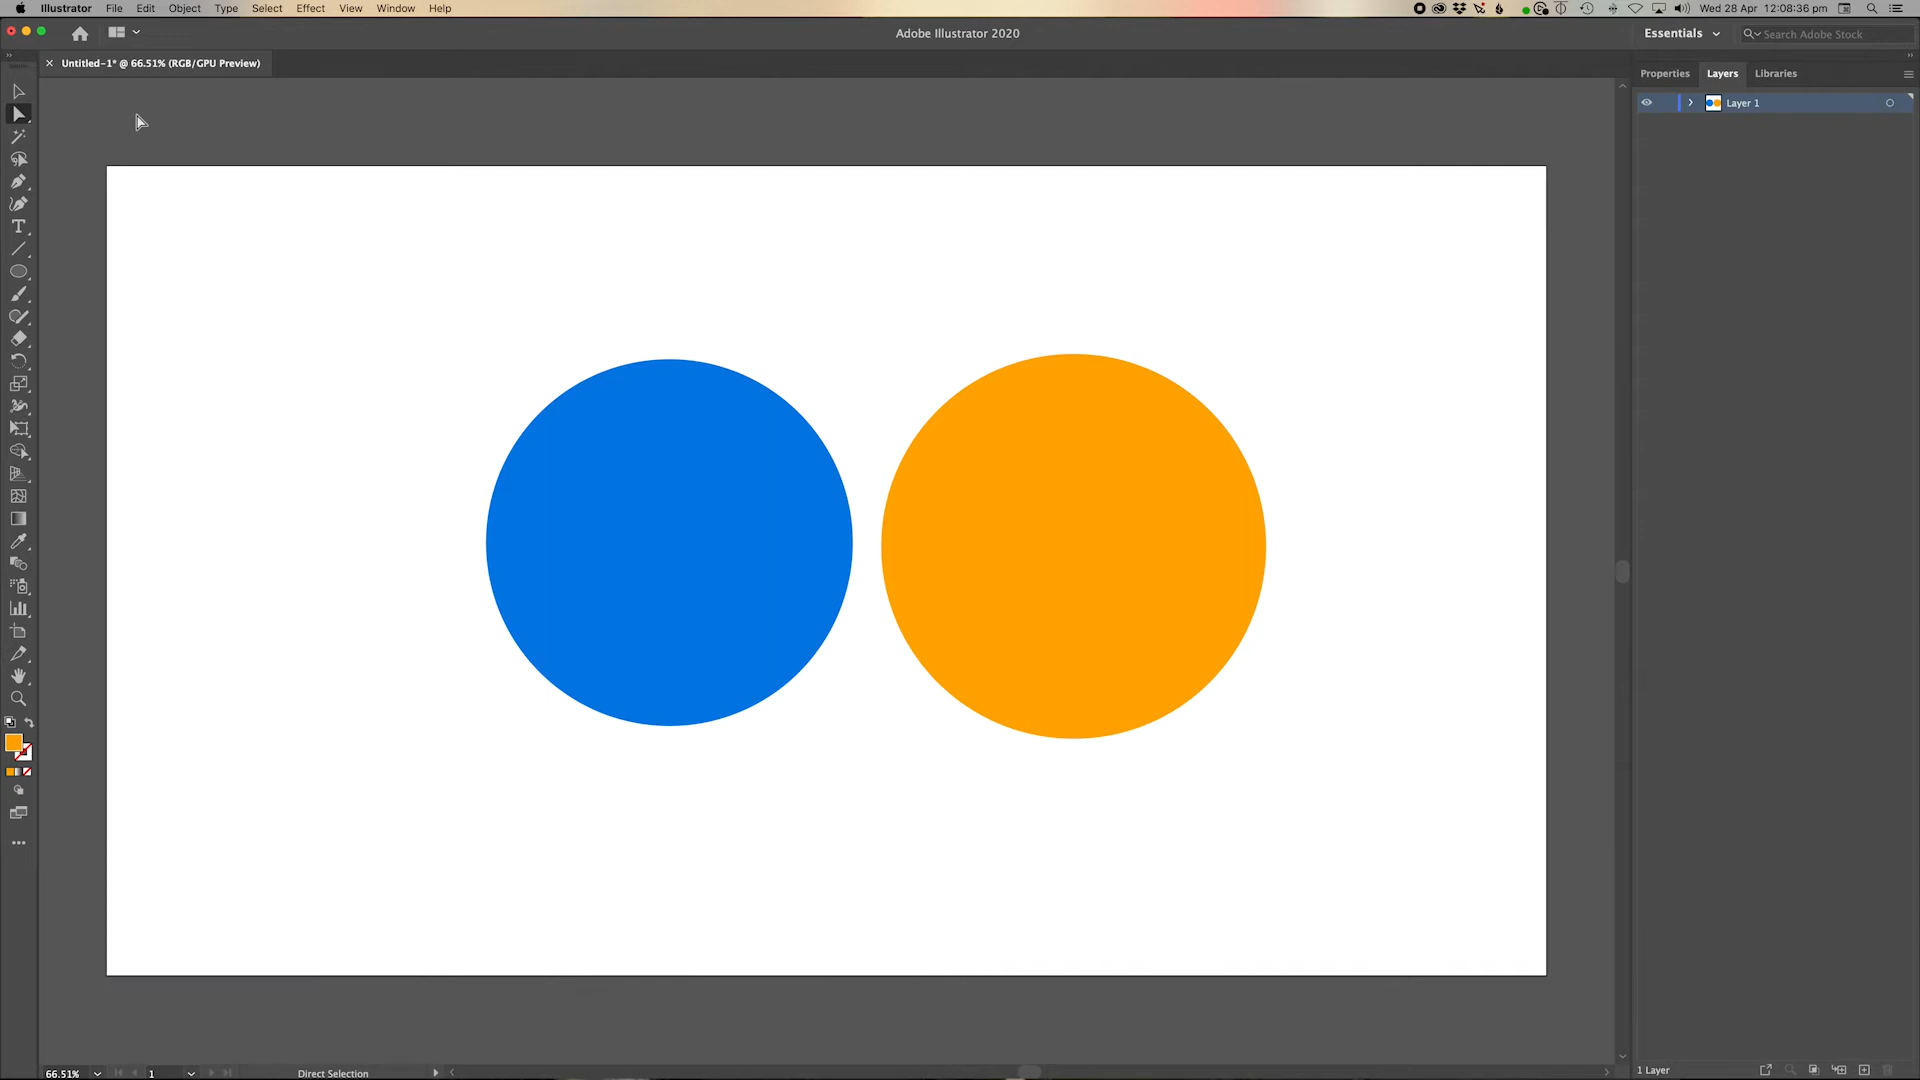 Illustrator File Edit Object Type Select Effect View Window Help
Wed 28 Apr 12:08:36 pm
Adobe Illustrator 2020
Essentials
Search Adobe Stock
Untitled-1* @ 66.51% (RGB/GPU Preview)
Properties Layers Libraries
Layer 1
66.51%
1
Direct Selection
1 Layer